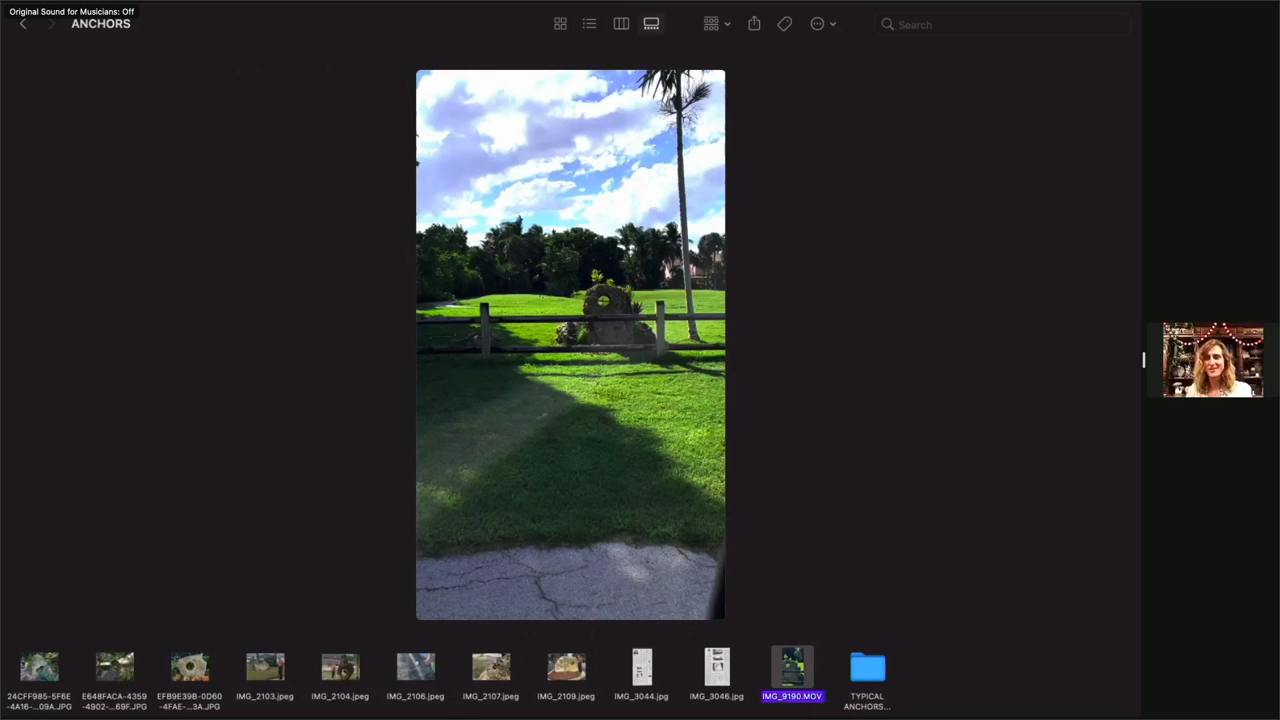 Original Sound for Musicians: Off
ANCHORS
Search
24CFF985-5F6E
-4A16-...09A.JPG
E648FACA-4359
-4902-...69F.JPG
EFB9E39B-0D60
-4FAE-...3A.JPG
IMG_2103.jpeg
IMG_2104.jpeg
IMG_2106.jpeg
IMG_2107.jpeg
IMG_2109.jpeg
IMG_3044.jpg
IMG_3046.jpg
IMG_9190.MOV
TYPICAL
ANCHORS...